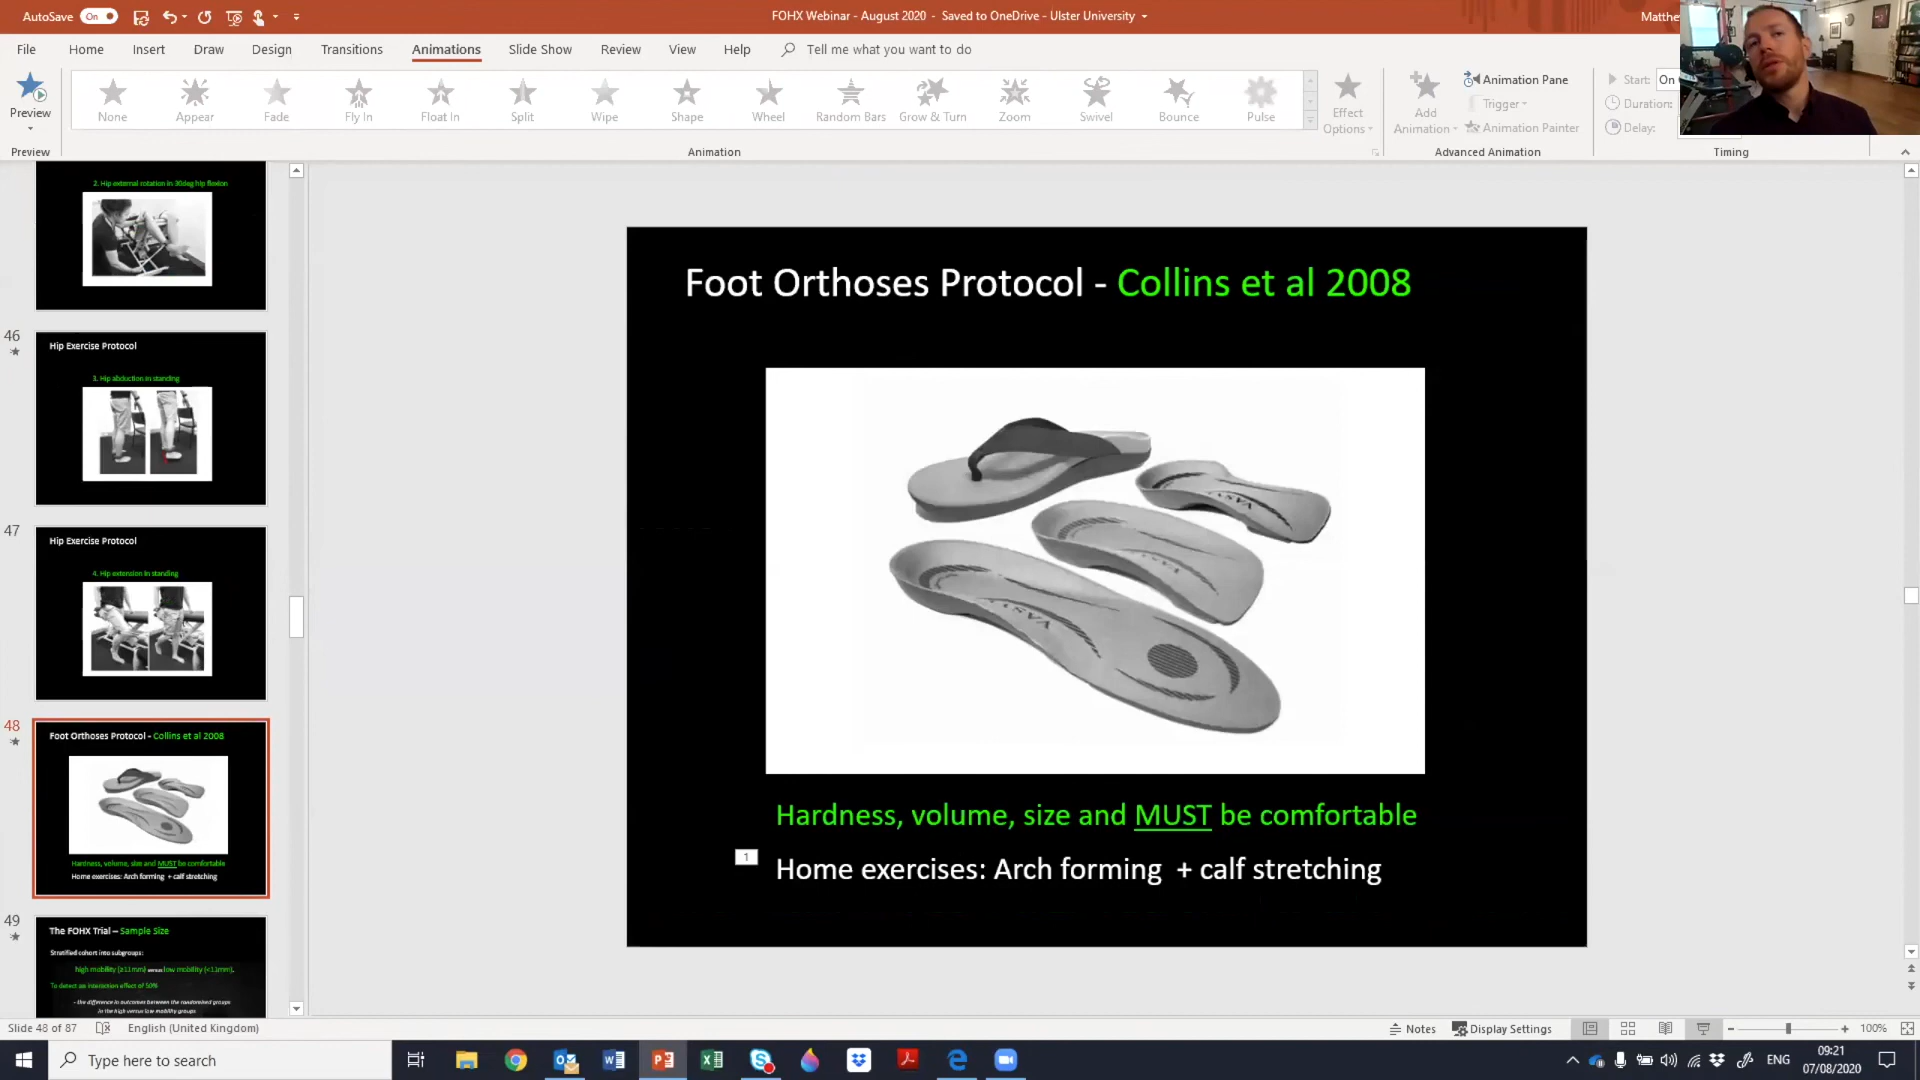 AutoSave On
FOHX Webinar - August 2020 - Saved to OneDrive - Ulster University
Matthe
File Home Insert Draw Design Transitions Animations Slide Show Review View Help Tell me what you want to do
Preview
None Appear Fade Fly In Float In Split Wipe Shape Wheel Random Bars Grow & Turn Zoom Swivel Bounce Pulse
Effect Options
Add Animation
Animation Pane
Trigger
Animation Painter
Start: On
Duration:
Delay:
Preview Animation Advanced Animation Timing
2. Hip external rotation in 30deg hip flexion
46
Hip Exercise Protocol
3. Hip abduction in standing
47
Hip Exercise Protocol
4. Hip extension in standing
48
Foot Orthoses Protocol - Collins et al 2008
Hardness, volume, size and MUST be comfortable
Home exercises: Arch forming + calf stretching
49
The FOHX Trial – Sample Size
Stratified cohort into subgroups:
high mobility (≥11mm) versus low mobility (<11mm).
To detect an interaction effect of 50%
- the difference in outcomes between the randomised groups
in the high versus low mobility groups
Foot Orthoses Protocol - Collins et al 2008
VASYLI
Hardness, volume, size and MUST be comfortable
1
Home exercises: Arch forming + calf stretching
Slide 48 of 87 English (United Kingdom)
Notes Display Settings 100%
Type here to search
ENG
09:21
07/08/2020